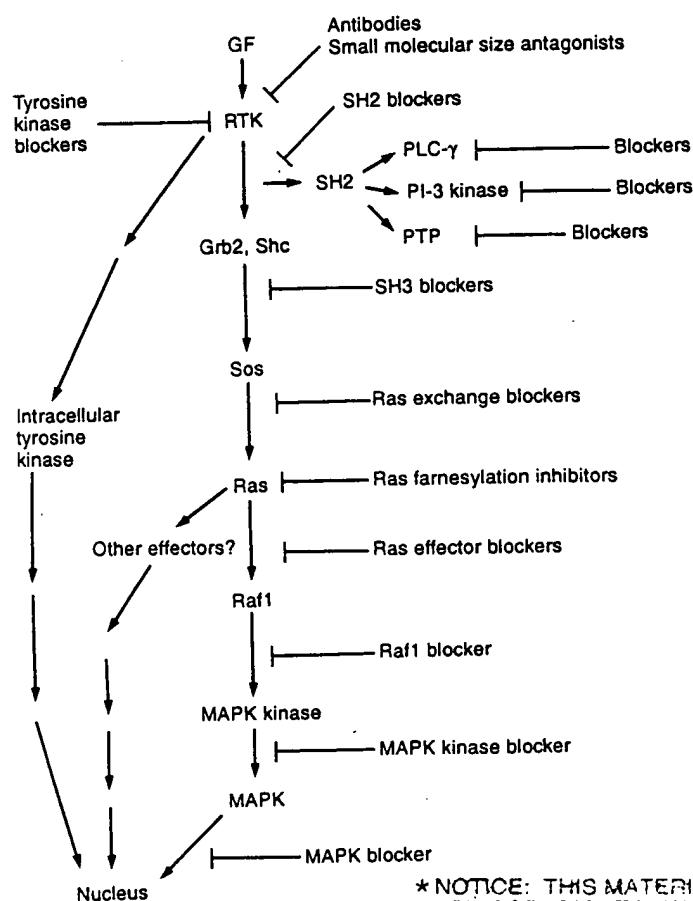 Antibodies
Small molecular size antagonists
GF
Tyrosine
kinase
blockers
RTK
SH2 blockers
PLC-γ
Blockers
SH2
PI-3 kinase
Blockers
PTP
Blockers
Grb2, Shc
SH3 blockers
Sos
Ras exchange blockers
Intracellular
tyrosine
kinase
Ras
Ras farnesylation inhibitors
Other effectors?
Ras effector blockers
Raf1
Raf1 blocker
MAPK kinase
MAPK kinase blocker
MAPK
MAPK blocker
Nucleus
* NOTICE: THIS